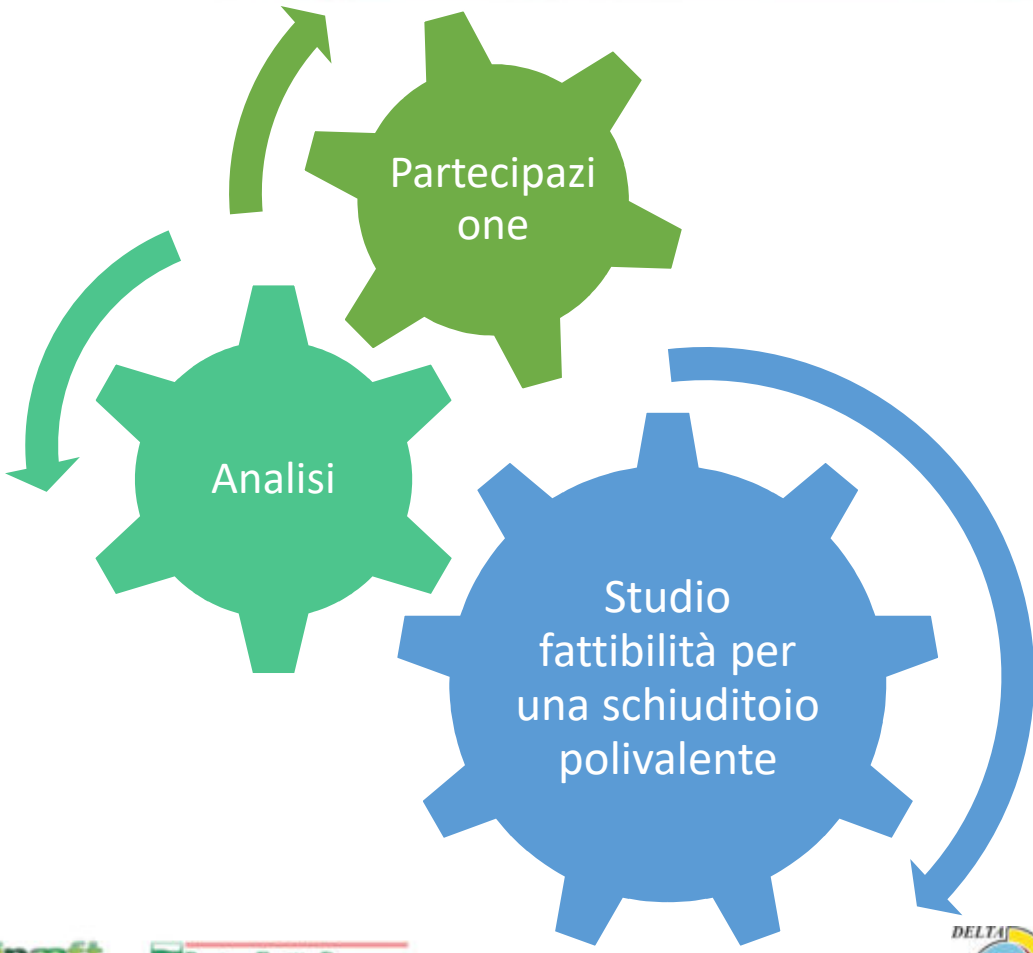 Partecipazi
one
Analisi
Studio
fattibilità per
una schiuditoio
polivalente
DELTA